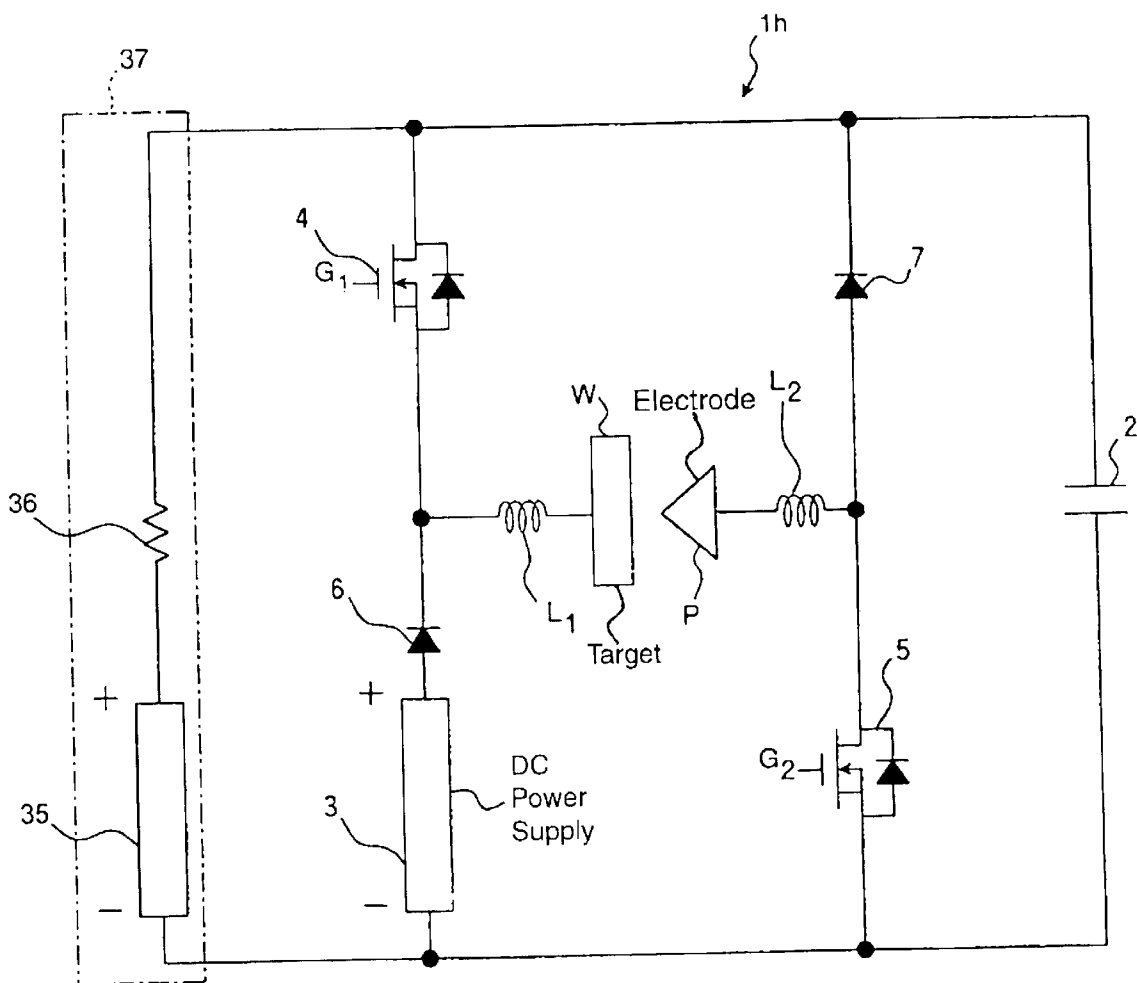 1h
37
4
G1
7
W
Electrode
L2
2
36
6
L1
P
Target
5
+
+
G2
DC
Power
Supply
35
3
−
−